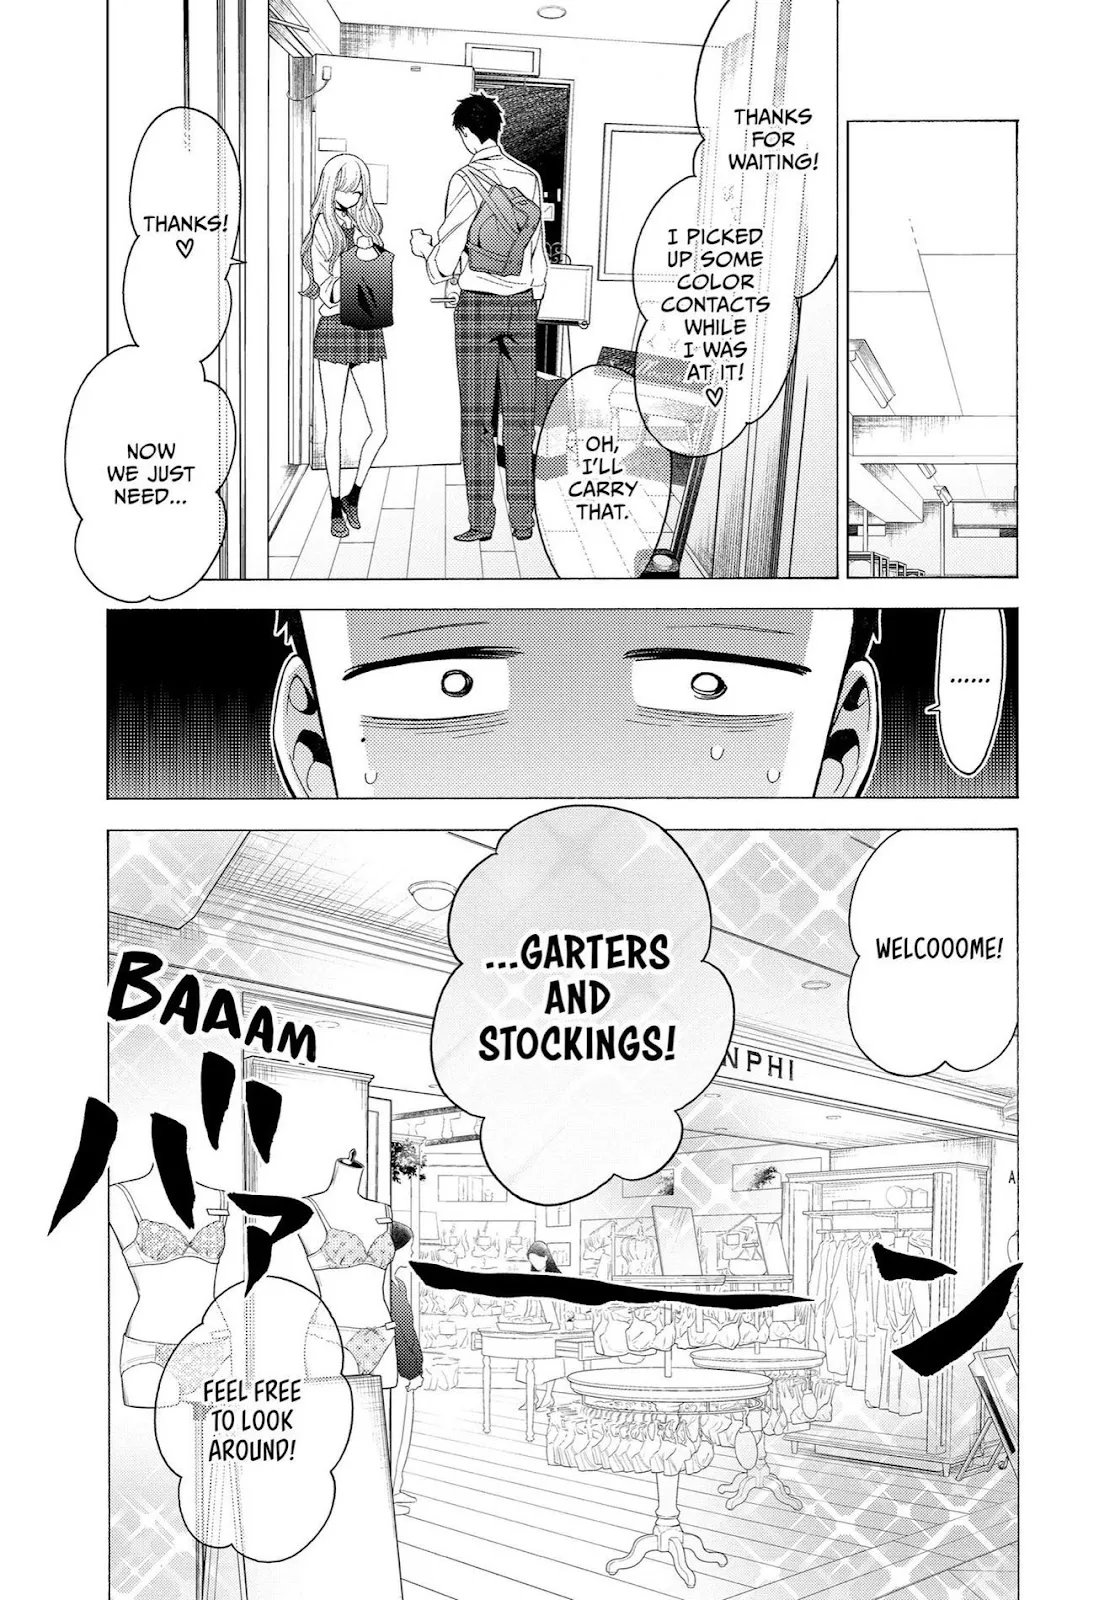 THANKS
FOR
WAITING!
I PICKED
UP SOME
COLOR
CONTACTS
WHILE
I WAS
AT IT!
♡
OH,
I'LL
CARRY
THAT.
THANKS!
♡
NOW
WE JUST
NEED...
......
WELCOOOME!
...GARTERS
AND
STOCKINGS!
NPHI
A
BAAAM
バァーン
FEEL FREE
TO LOOK
AROUND!